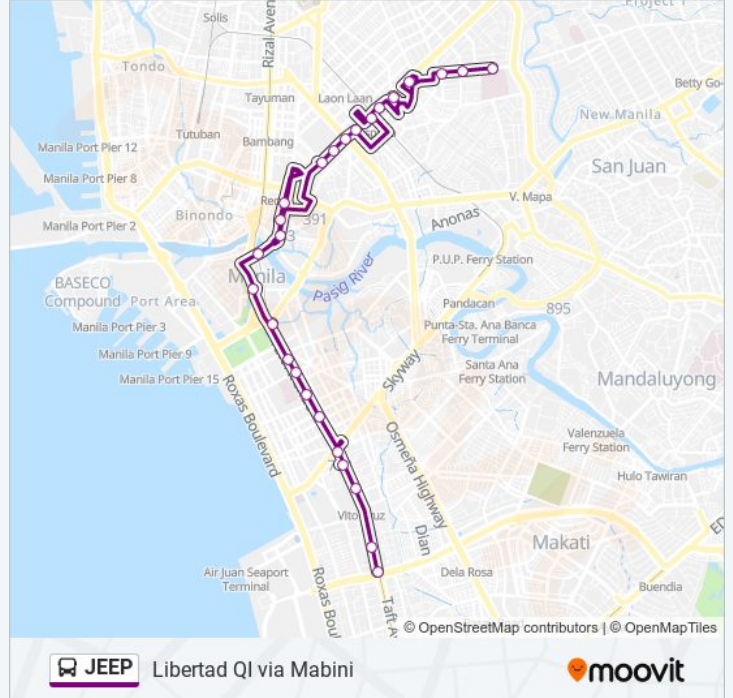 Project 1
Solis
Rizal Aven
Tondo
Betty Go-
Tayuman
Laon Laan
New Manila
Tutuban
Bambang
Manila Port Pier 12
San Juan
Manila Port Pier 8
V. Mapa
Binondo
391
Anonas
Manila Port Pier 2
P.U.P. Ferry Station
Pasig River
BASECO
Compound
Port Area
Pandacan
895
Manila Port Pier 3
Punta-Sta. Ana Banca
Ferry Terminal
Manila Port Pier 9
Santa Ana
Ferry Station
Skyway
Manila Port Pier 15
Mandaluyong
Roxas Boulevard
Osmeña Highway
Valenzuela
Ferry Station
Hulo Tawiran
Makati
Dian
Air Juan Seaport
Terminal
Dela Rosa
Buendia
Roxas Boul
Taft A
© OpenStreetMap contributors | © OpenMapTiles
JEEP Libertad QI via Mabini
moovit